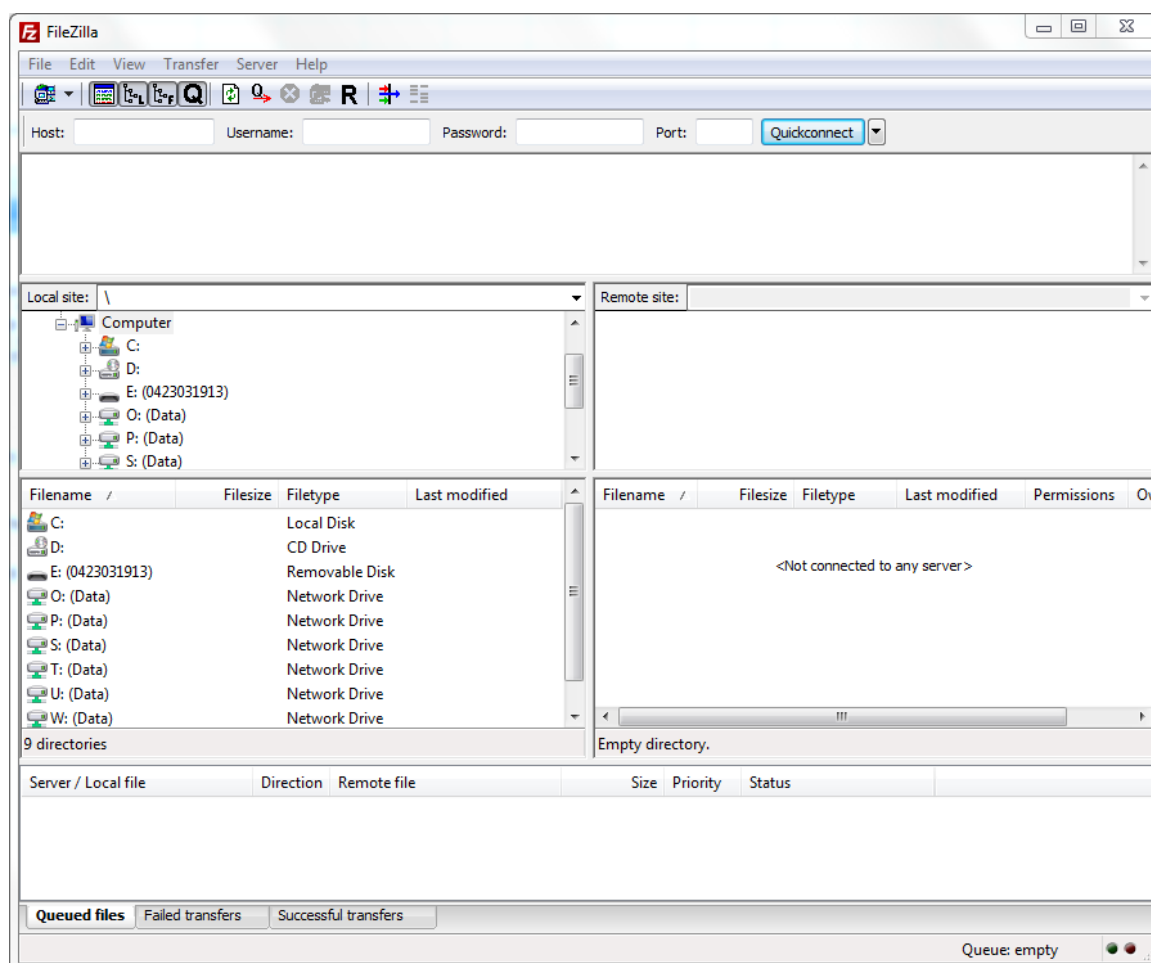 FileZilla
File Edit View Transfer Server Help
Host: Username: Password: Port: Quickconnect
Local site: \
Computer
C:
D:
E: (0423031913)
O: (Data)
P: (Data)
S: (Data)
Remote site:
Filename Filesize Filetype Last modified
C: Local Disk
D: CD Drive
E: (0423031913) Removable Disk
O: (Data) Network Drive
P: (Data) Network Drive
S: (Data) Network Drive
T: (Data) Network Drive
U: (Data) Network Drive
W: (Data) Network Drive
9 directories
Filename Filesize Filetype Last modified Permissions Ow
<Not connected to any server>
Empty directory.
Server / Local file Direction Remote file Size Priority Status
Queued files Failed transfers Successful transfers
Queue: empty